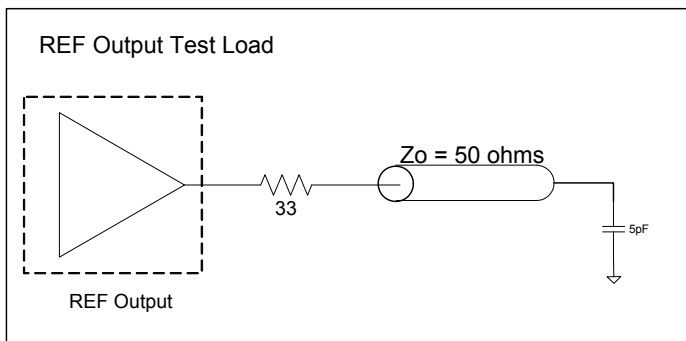 REF Output Test Load
Zo = 50 ohms
33
5pF
REF Output